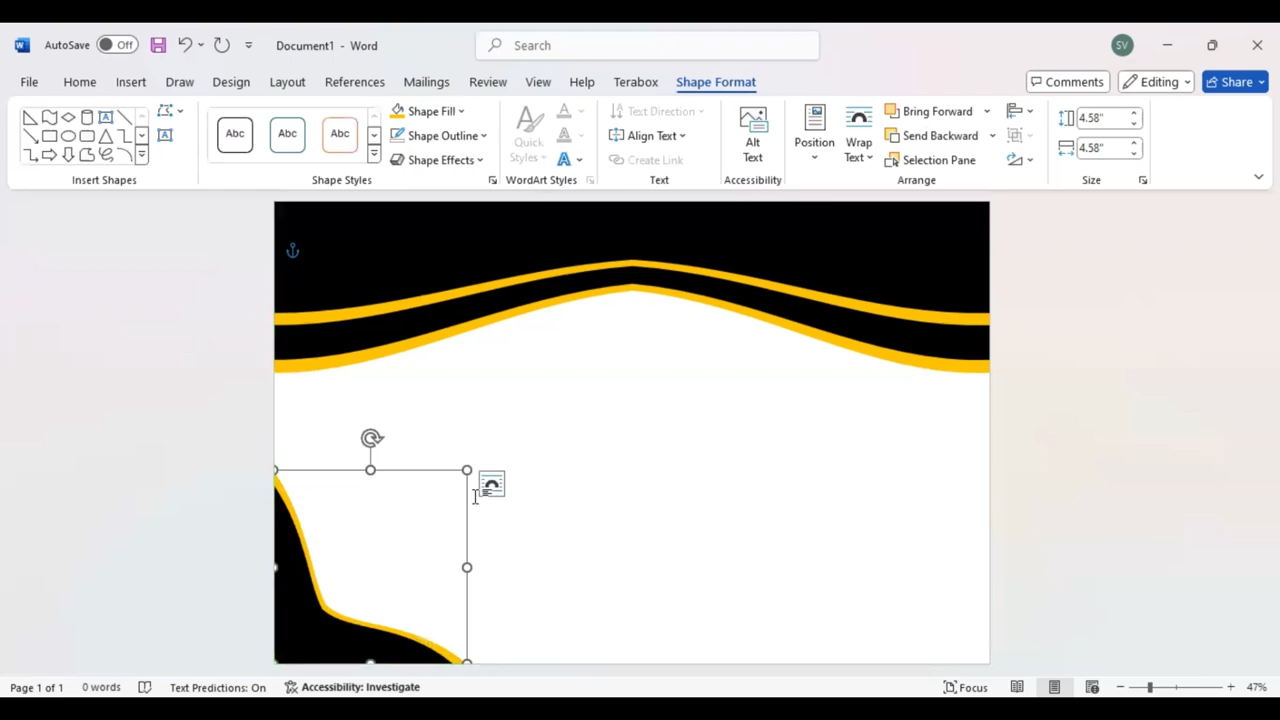 AutoSave Off Document1 - Word Search SV
File Home Insert Draw Design Layout References Mailings Review View Help Terabox Shape Format Comments Editing Share
Abc Abc Abc
Shape Fill
Shape Outline
Shape Effects
Quick Styles
Text Direction
Align Text
Create Link
Alt Text
Position
Wrap Text
Bring Forward
Send Backward
Selection Pane
4.58"
4.58"
Insert Shapes Shape Styles WordArt Styles Text Accessibility Arrange Size
Page 1 of 1 0 words Text Predictions: On Accessibility: Investigate Focus 47%